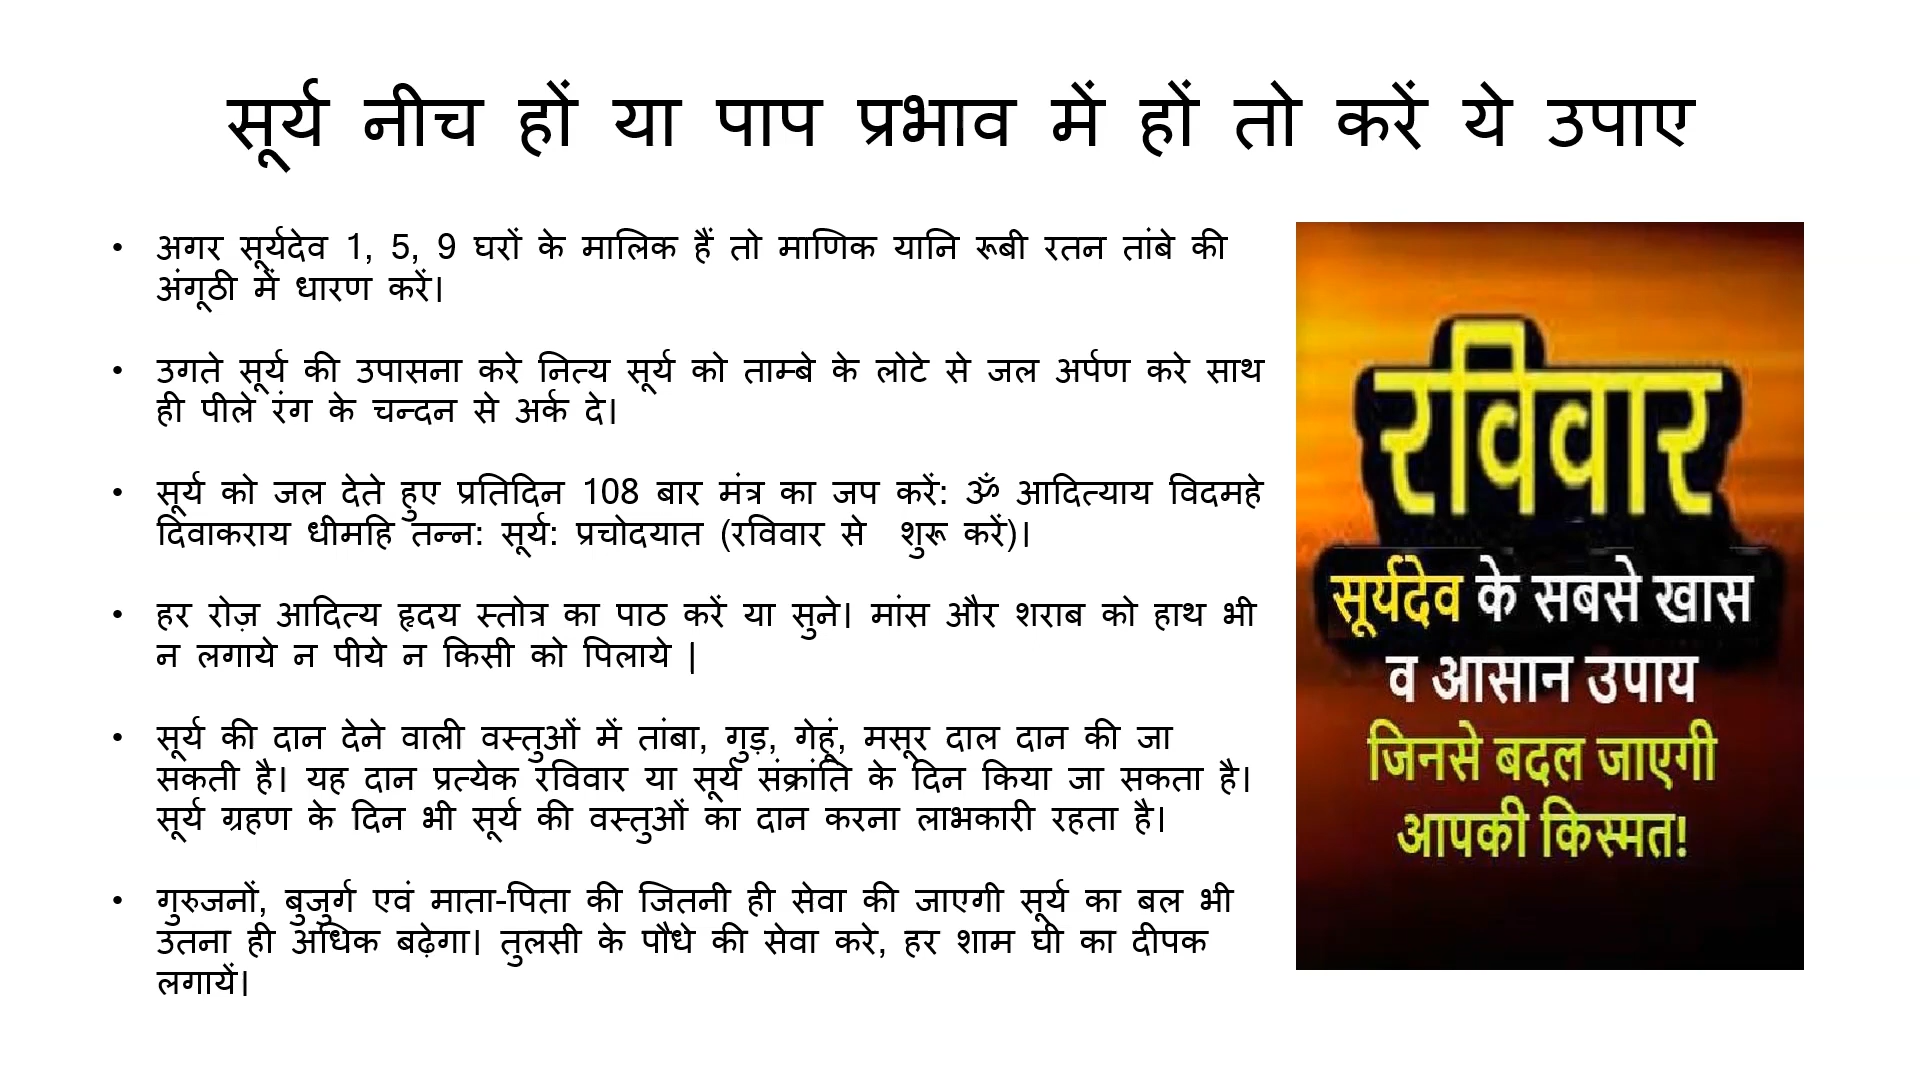 सूर्य नीच हों या पाप प्रभाव में हों तो करें ये उपाए
• अगर सूर्यदेव 1, 5, 9 घरों के मालिक हैं तो माणिक यानि रूबी रतन तांबे की
अंगूठी में धारण करें।
• उगते सूर्य की उपासना करे नित्य सूर्य को ताम्बे के लोटे से जल अर्पण करे साथ
ही पीले रंग के चन्दन से अर्क दे।
• सूर्य को जल देते हुए प्रतिदिन 108 बार मंत्र का जप करें: ॐ आदित्याय विदमहे
दिवाकराय धीमहि तन्न: सूर्य: प्रचोदयात (रविवार से शुरू करें)।
• हर रोज़ आदित्य हृदय स्तोत्र का पाठ करें या सुने। मांस और शराब को हाथ भी
न लगाये न पीये न किसी को पिलाये |
• सूर्य की दान देने वाली वस्तुओं में तांबा, गुड़, गेहूं, मसूर दाल दान की जा
सकती है। यह दान प्रत्येक रविवार या सूर्य संक्रांति के दिन किया जा सकता है।
सूर्य ग्रहण के दिन भी सूर्य की वस्तुओं का दान करना लाभकारी रहता है।
• गुरुजनों, बुजुर्ग एवं माता-पिता की जितनी ही सेवा की जाएगी सूर्य का बल भी
उतना ही अधिक बढ़ेगा। तुलसी के पौधे की सेवा करे, हर शाम घी का दीपक
लगायें।
रविवार
सूर्यदेव के सबसे खास
व आसान उपाय
जिनसे बदल जाएगी
आपकी किस्मत!